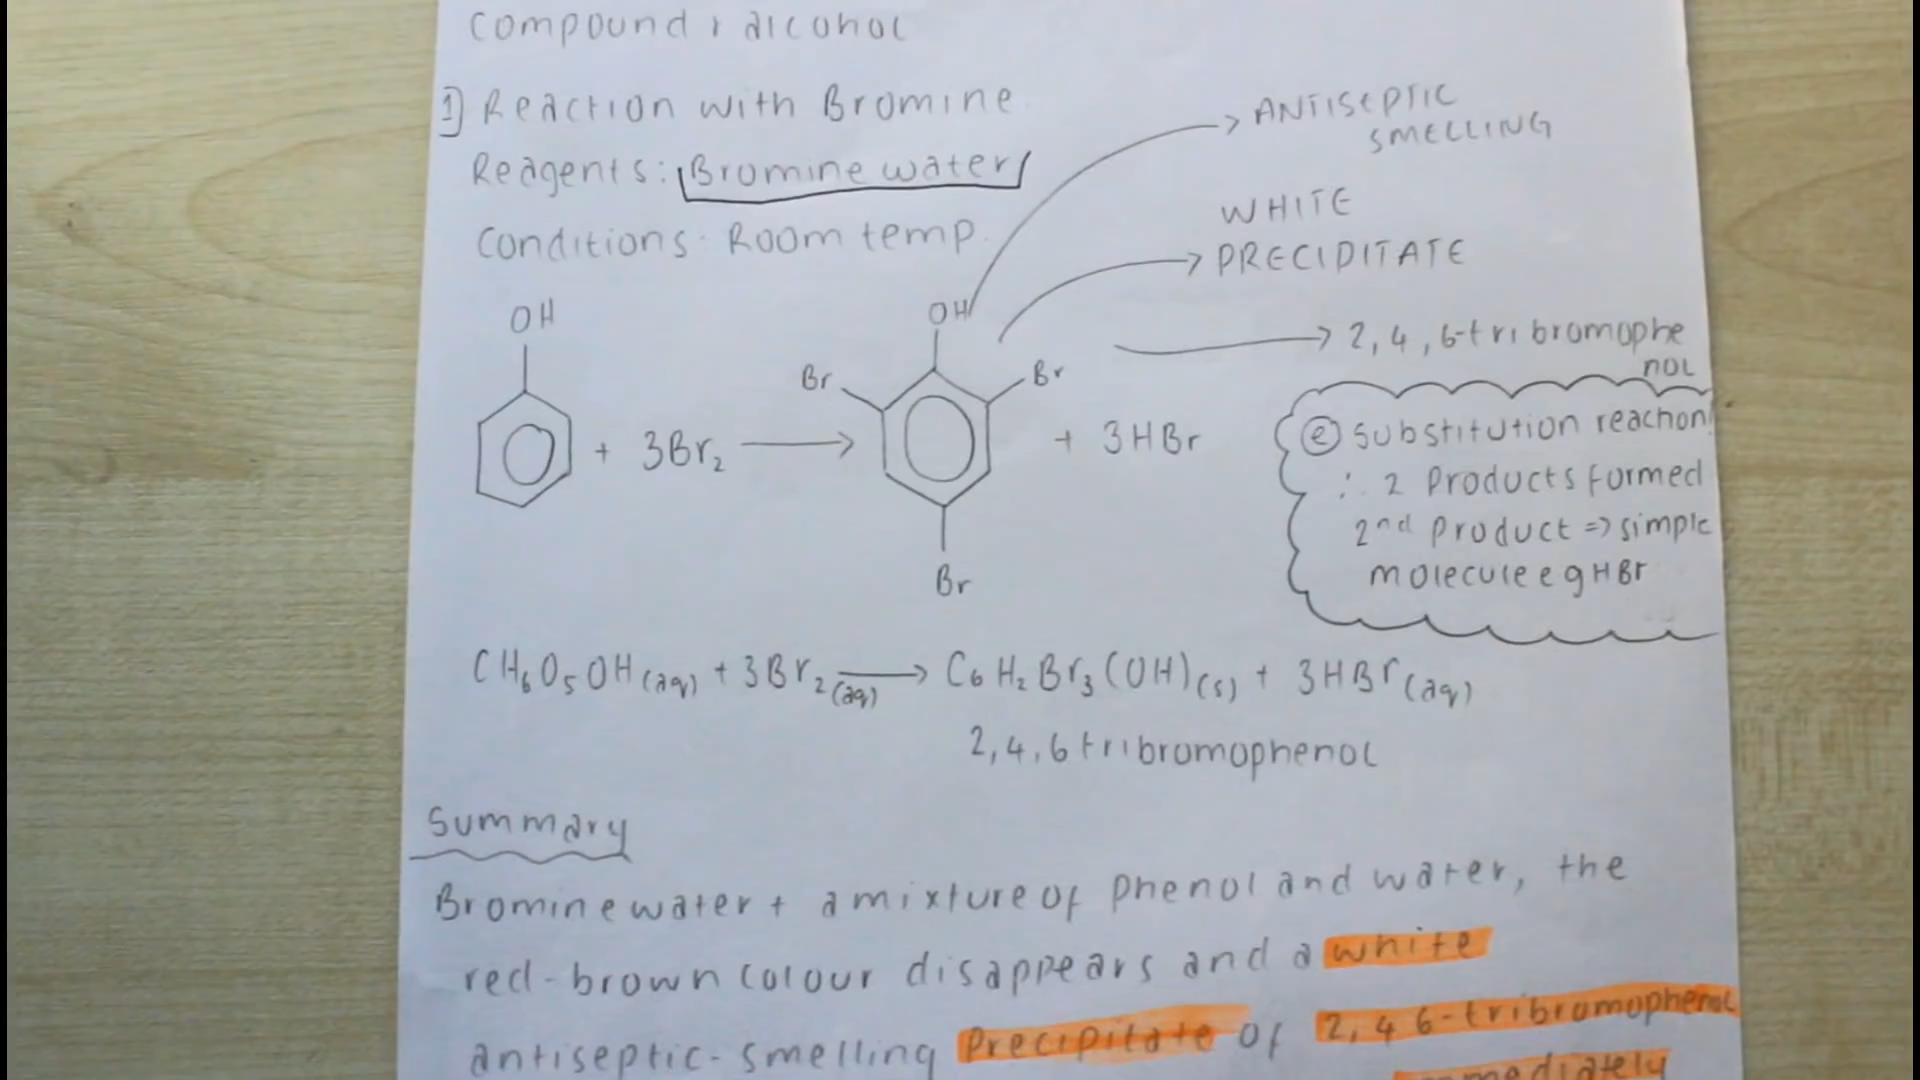 compound & alcohol
1) Reaction with Bromine
Reagents: Bromine water
Conditions: Room temp.
ANTISEPTIC
SMELLING
WHITE
PRECIPITATE
2,4,6-tribromophe
nol
OH
+ 3Br₂
OH
Br
Br
Br
+ 3HBr
ⓔ substitution reaction!
∴ 2 products formed
2nd product => simple
molecule eg HBr
CH₆O₅OH(aq) + 3Br₂(aq) → C₆H₂Br₃(OH)(s) + 3HBr(aq)
2,4,6 tribromophenol
Summary
Bromine water + a mixture of phenol and water, the
red-brown colour disappears and a white
antiseptic-smelling precipitate of 2,4 6-tribromophenol